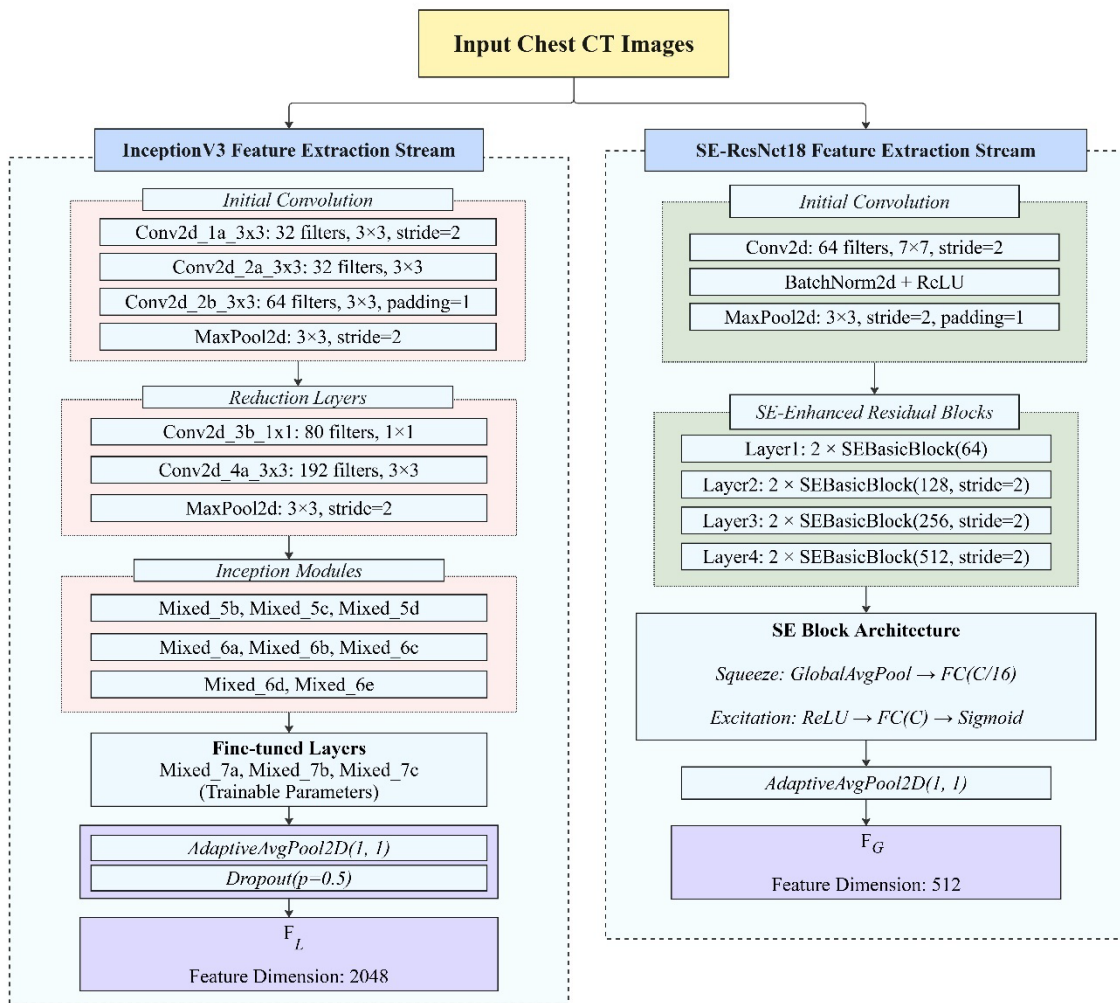 Input Chest CT Images
InceptionV3 Feature Extraction Stream
Initial Convolution
Conv2d_1a_3x3: 32 filters, 3×3, stride=2
Conv2d_2a_3x3: 32 filters, 3×3
Conv2d_2b_3x3: 64 filters, 3×3, padding=1
MaxPool2d: 3×3, stride=2
Reduction Layers
Conv2d_3b_1x1: 80 filters, 1×1
Conv2d_4a_3x3: 192 filters, 3×3
MaxPool2d: 3×3, stride=2
Inception Modules
Mixed_5b, Mixed_5c, Mixed_5d
Mixed_6a, Mixed_6b, Mixed_6c
Mixed_6d, Mixed_6e
Fine-tuned Layers
Mixed_7a, Mixed_7b, Mixed_7c
(Trainable Parameters)
AdaptiveAvgPool2D(1, 1)
Dropout(p=0.5)
F_L
Feature Dimension: 2048
SE-ResNet18 Feature Extraction Stream
Initial Convolution
Conv2d: 64 filters, 7×7, stride=2
BatchNorm2d + ReLU
MaxPool2d: 3×3, stride=2, padding=1
SE-Enhanced Residual Blocks
Layer1: 2 × SEBasicBlock(64)
Layer2: 2 × SEBasicBlock(128, stride=2)
Layer3: 2 × SEBasicBlock(256, stride=2)
Layer4: 2 × SEBasicBlock(512, stride=2)
SE Block Architecture
Squeeze: GlobalAvgPool → FC(C/16)
Excitation: ReLU → FC(C) → Sigmoid
AdaptiveAvgPool2D(1, 1)
F_G
Feature Dimension: 512